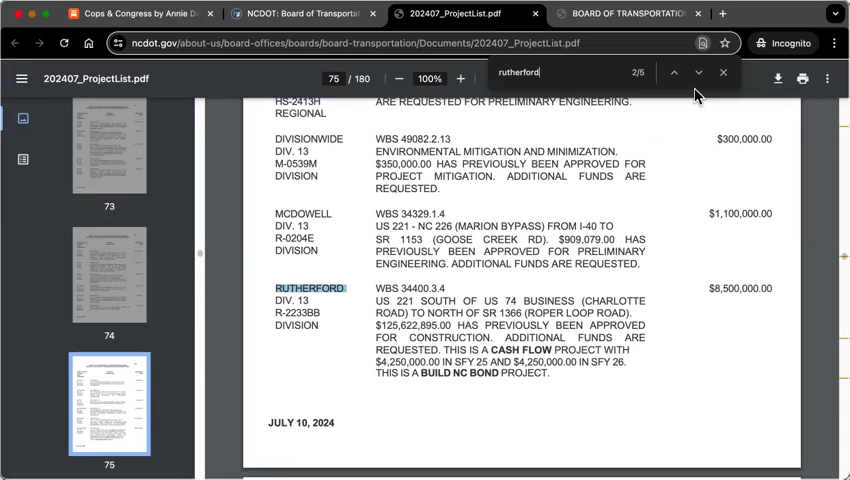 Cops & Congress by Annie Da
NCDOT: Board of Transportat
202407_ProjectList.pdf
BOARD OF TRANSPORTATIO
ncdot.gov/about-us/board-offices/boards/board-transportation/Documents/202407_ProjectList.pdf
Incognito
202407_ProjectList.pdf
75 / 180
100%
rutherford
2/5
73
74
75
HS-2413H ARE REQUESTED FOR PRELIMINARY ENGINEERING.
REGIONAL
DIVISIONWIDE WBS 49082.2.13 $300,000.00
DIV. 13 ENVIRONMENTAL MITIGATION AND MINIMIZATION.
M-0539M $350,000.00 HAS PREVIOUSLY BEEN APPROVED FOR
DIVISION PROJECT MITIGATION. ADDITIONAL FUNDS ARE
REQUESTED.
MCDOWELL WBS 34329.1.4 $1,100,000.00
DIV. 13 US 221 - NC 226 (MARION BYPASS) FROM I-40 TO
R-0204E SR 1153 (GOOSE CREEK RD). $909,079.00 HAS
DIVISION PREVIOUSLY BEEN APPROVED FOR PRELIMINARY
ENGINEERING. ADDITIONAL FUNDS ARE REQUESTED.
RUTHERFORD WBS 34400.3.4 $8,500,000.00
DIV. 13 US 221 SOUTH OF US 74 BUSINESS (CHARLOTTE
R-2233BB ROAD) TO NORTH OF SR 1366 (ROPER LOOP ROAD).
DIVISION $125,622,895.00 HAS PREVIOUSLY BEEN APPROVED
FOR CONSTRUCTION. ADDITIONAL FUNDS ARE
REQUESTED. THIS IS A CASH FLOW PROJECT WITH
$4,250,000.00 IN SFY 25 AND $4,250,000.00 IN SFY 26.
THIS IS A BUILD NC BOND PROJECT.
JULY 10, 2024